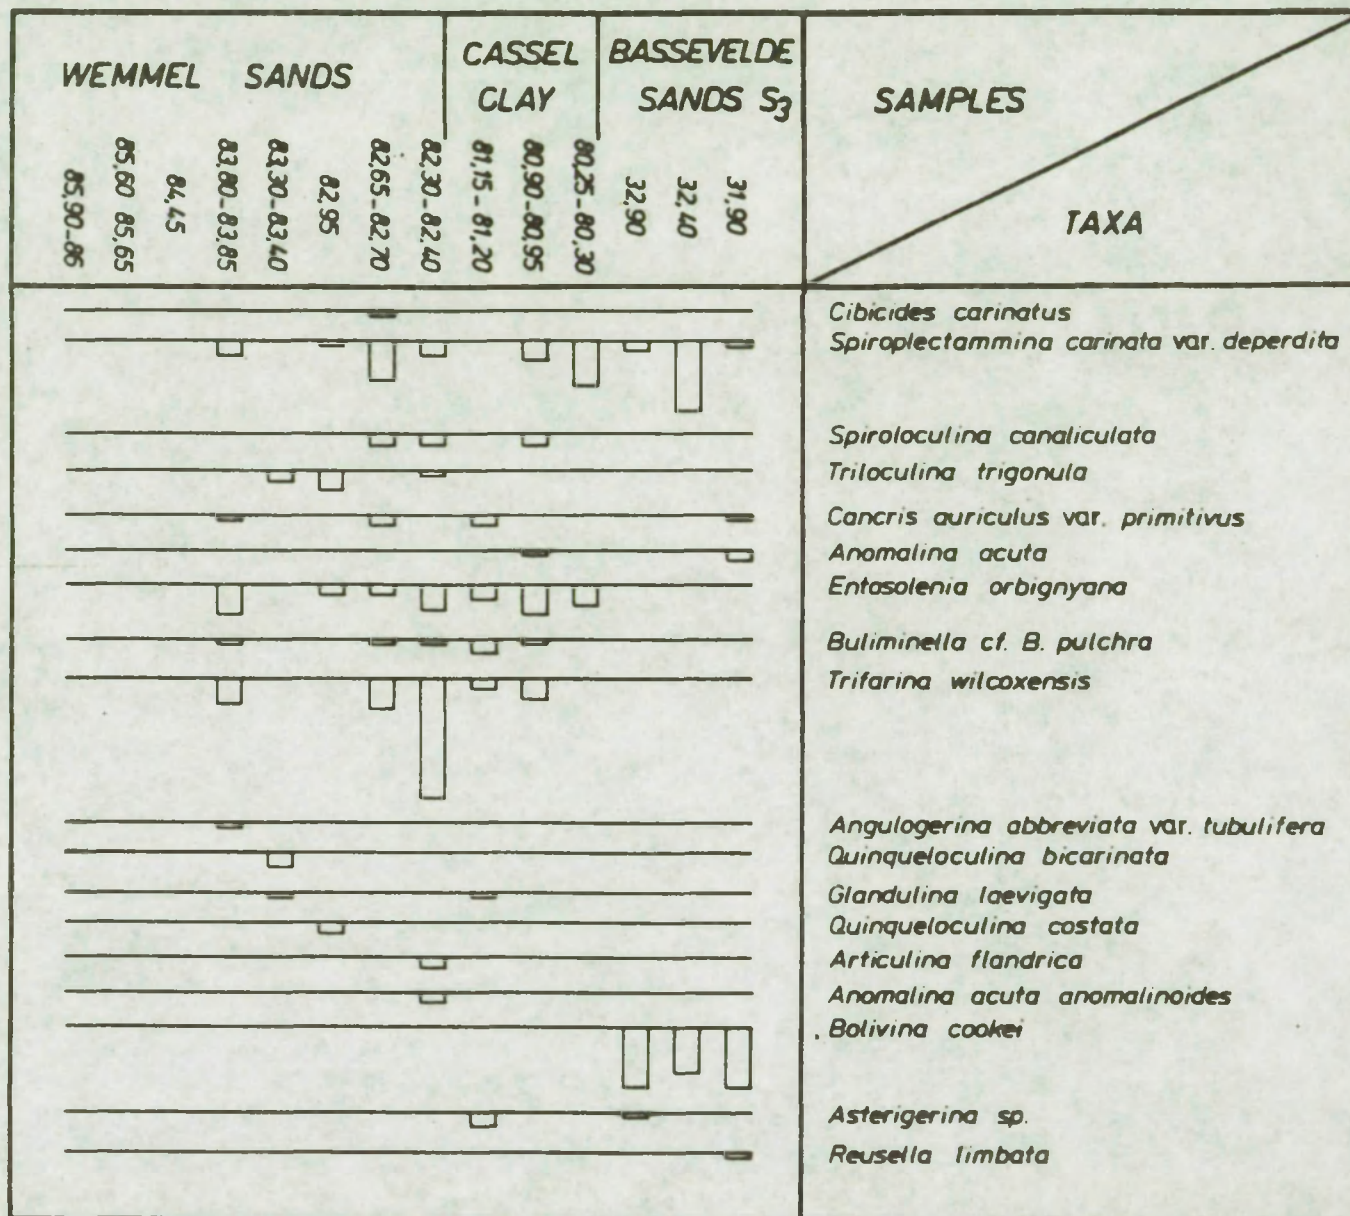 WEMMEL SANDS
CASSEL
CLAY
BASSEVELDE
SANDS S3
SAMPLES
TAXA
85,90-86
85,60 85,65
84,45
83,80-83,85
83,30-83,40
82,95
82,65-82,70
82,30-82,40
81,15-81,20
80,90-80,95
80,25-80,30
32,90
32,40
31,90
Cibicides carinatus
Spiroplectammina carinata var. deperdita
Spiroloculina canaliculata
Triloculina trigonula
Cancris auriculus var. primitivus
Anomalina acuta
Entosolenia orbignyana
Buliminella cf. B. pulchra
Trifarina wilcoxensis
Angulogerina abbreviata var. tubulifera
Quinqueloculina bicarinata
Glandulina laevigata
Quinqueloculina costata
Articulina flandrica
Anomalina acuta anomalinoides
Bolivina cookei
Asterigerina sp.
Reusella limbata